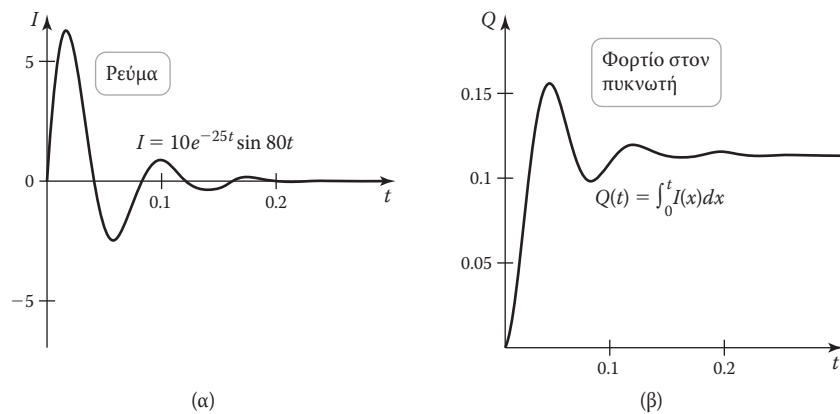 I
5
Ρεύμα
I = 10e^{−25t} sin 80t
0
0.1
0.2
t
−5
(α)
Q
Φορτίο στον
πυκνωτή
0.15
0.1
Q(t) = ∫_0^t I(x)dx
0.05
0.1
0.2
t
(β)